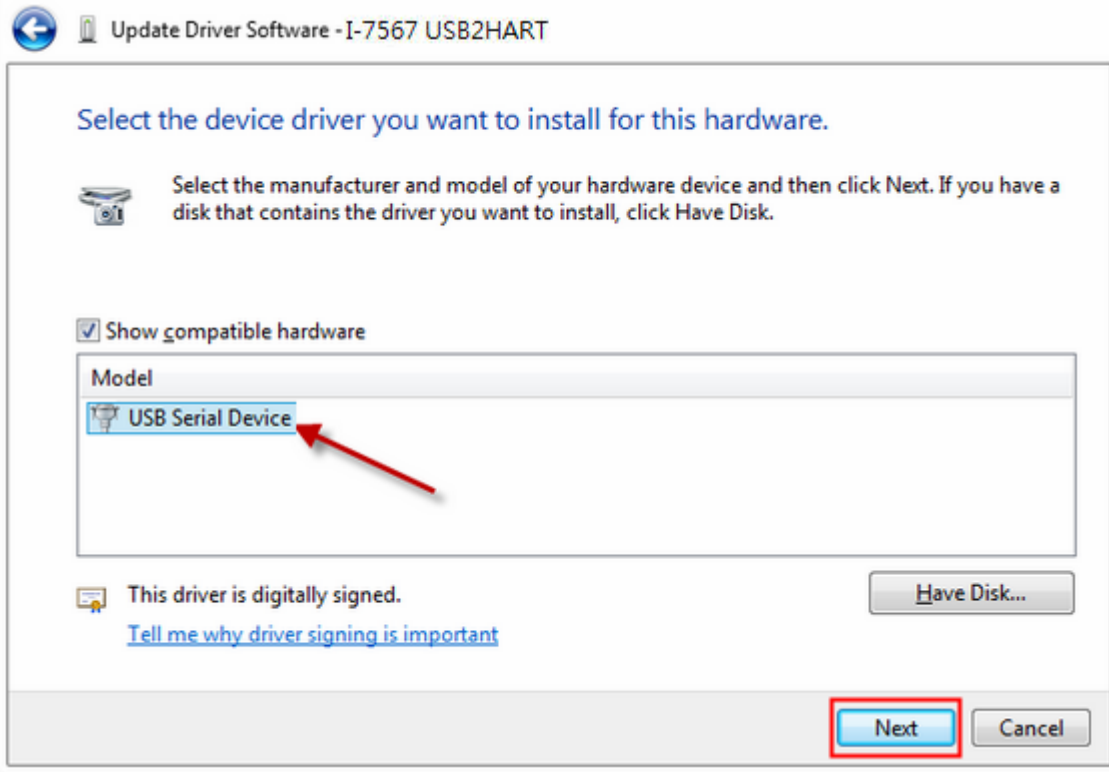 Update Driver Software - I-7567 USB2HART
Select the device driver you want to install for this hardware.
Select the manufacturer and model of your hardware device and then click Next. If you have a
disk that contains the driver you want to install, click Have Disk.
Show compatible hardware
Model
USB Serial Device
This driver is digitally signed.
Have Disk...
Tell me why driver signing is important
Next
Cancel